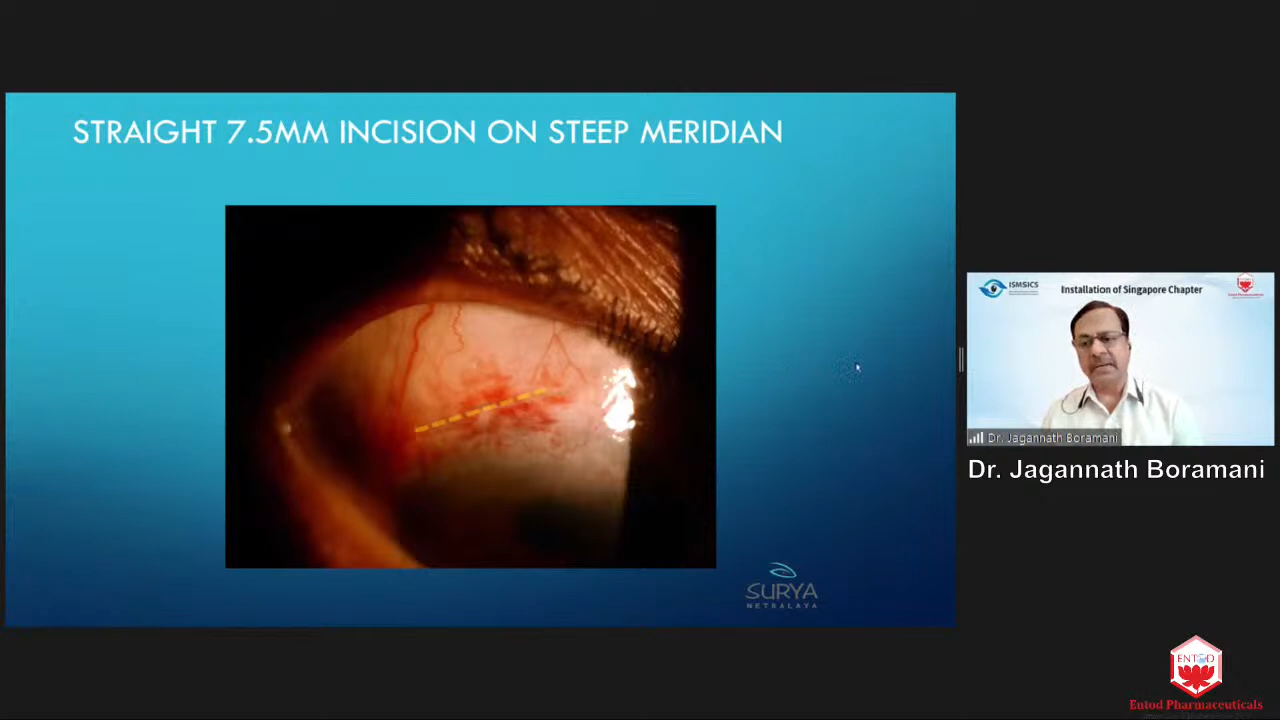 STRAIGHT 7.5MM INCISION ON STEEP MERIDIAN
SURYA
NETRALAYA
ISMSICS
Installation of Singapore Chapter
Dr. Jagannath Boramani
Dr. Jagannath Boramani
ENTOD
Entod Pharmaceuticals